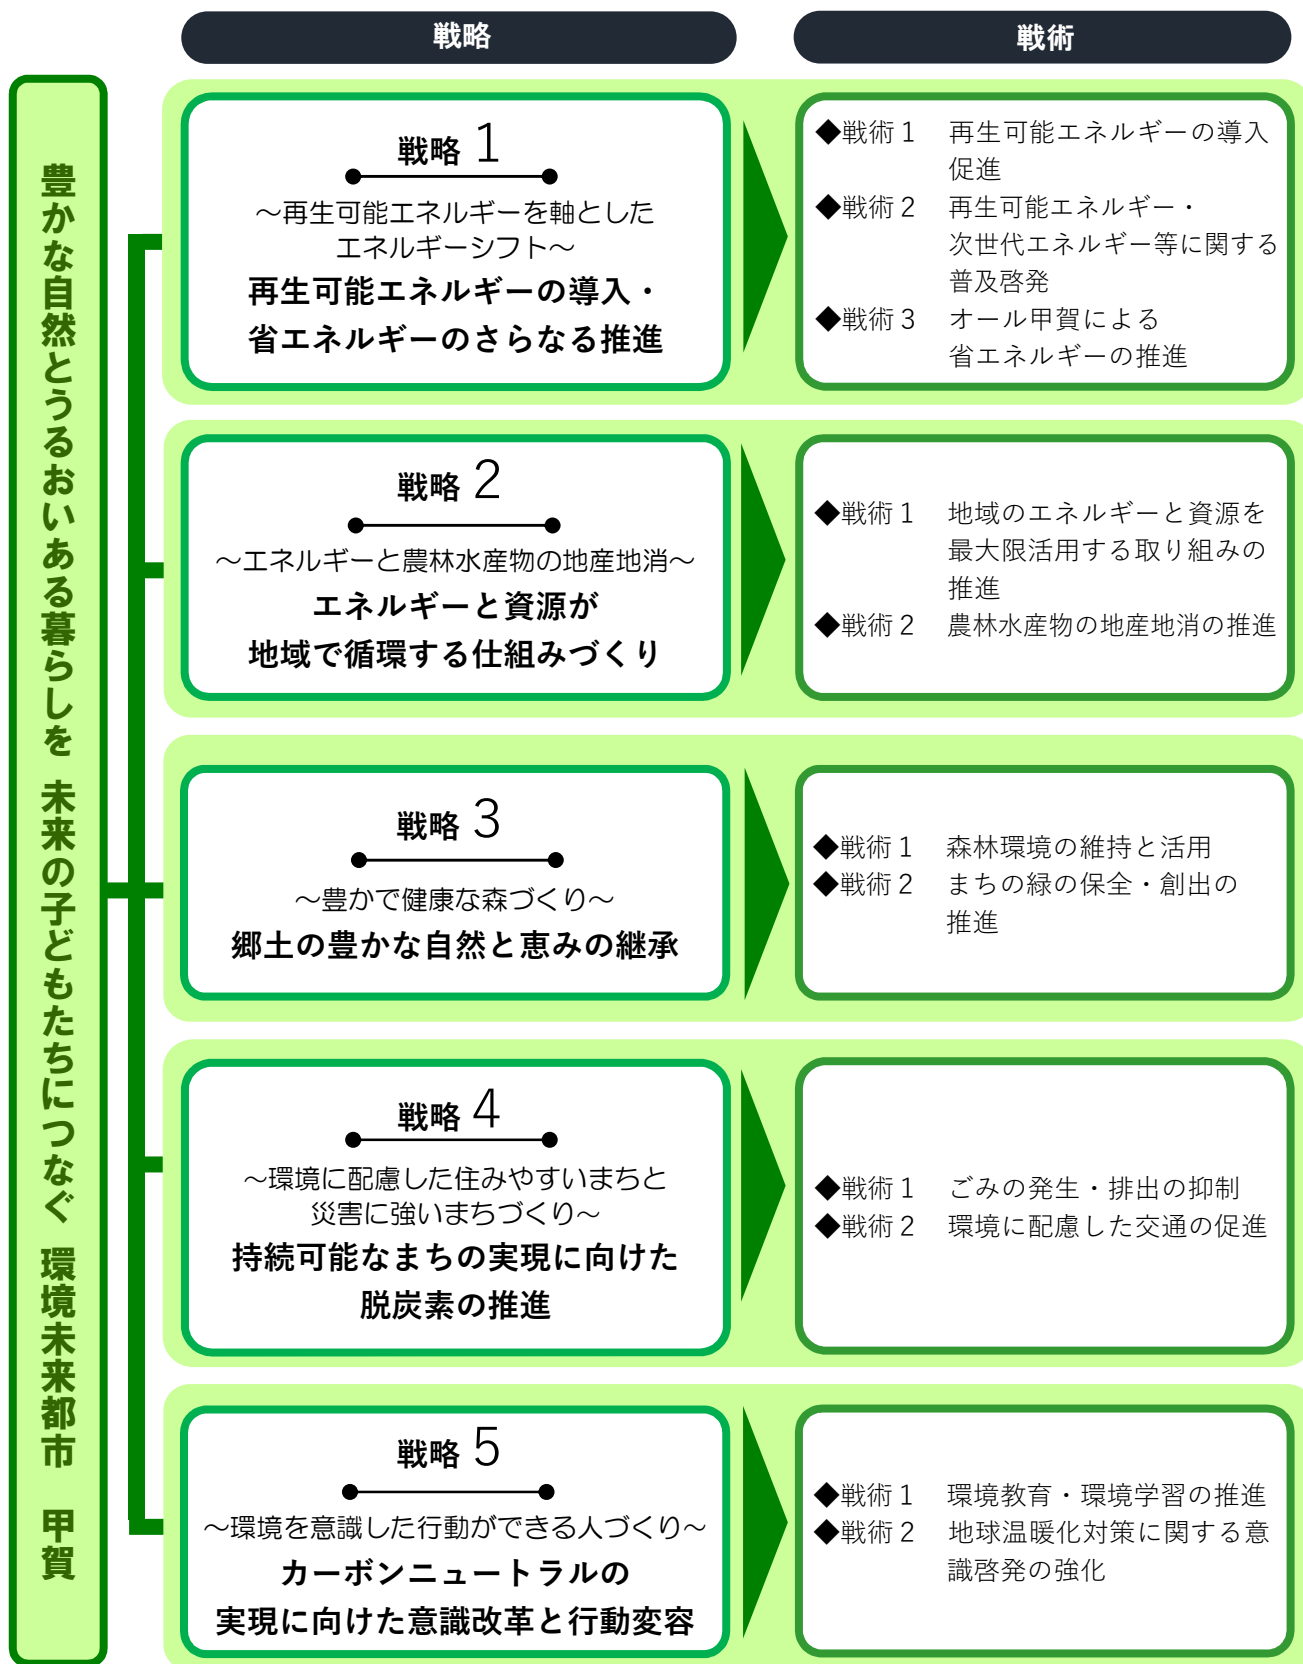 戦略
戦術
豊かな自然とうるおいある暮らしを 未来の子どもたちにつなぐ 環境未来都市 甲賀
戦略 1
～再生可能エネルギーを軸とした
エネルギーシフト～
再生可能エネルギーの導入・
省エネルギーのさらなる推進
◆戦術１ 再生可能エネルギーの導入
促進
◆戦術２ 再生可能エネルギー・
次世代エネルギー等に関する
普及啓発
◆戦術３ オール甲賀による
省エネルギーの推進
戦略 2
～エネルギーと農林水産物の地産地消～
エネルギーと資源が
地域で循環する仕組みづくり
◆戦術１ 地域のエネルギーと資源を
最大限活用する取り組みの
推進
◆戦術２ 農林水産物の地産地消の推進
戦略 3
～豊かで健康な森づくり～
郷土の豊かな自然と恵みの継承
◆戦術１ 森林環境の維持と活用
◆戦術２ まちの緑の保全・創出の
推進
戦略 4
～環境に配慮した住みやすいまちと
災害に強いまちづくり～
持続可能なまちの実現に向けた
脱炭素の推進
◆戦術１ ごみの発生・排出の抑制
◆戦術２ 環境に配慮した交通の促進
戦略 5
～環境を意識した行動ができる人づくり～
カーボンニュートラルの
実現に向けた意識改革と行動変容
◆戦術１ 環境教育・環境学習の推進
◆戦術２ 地球温暖化対策に関する意
識啓発の強化